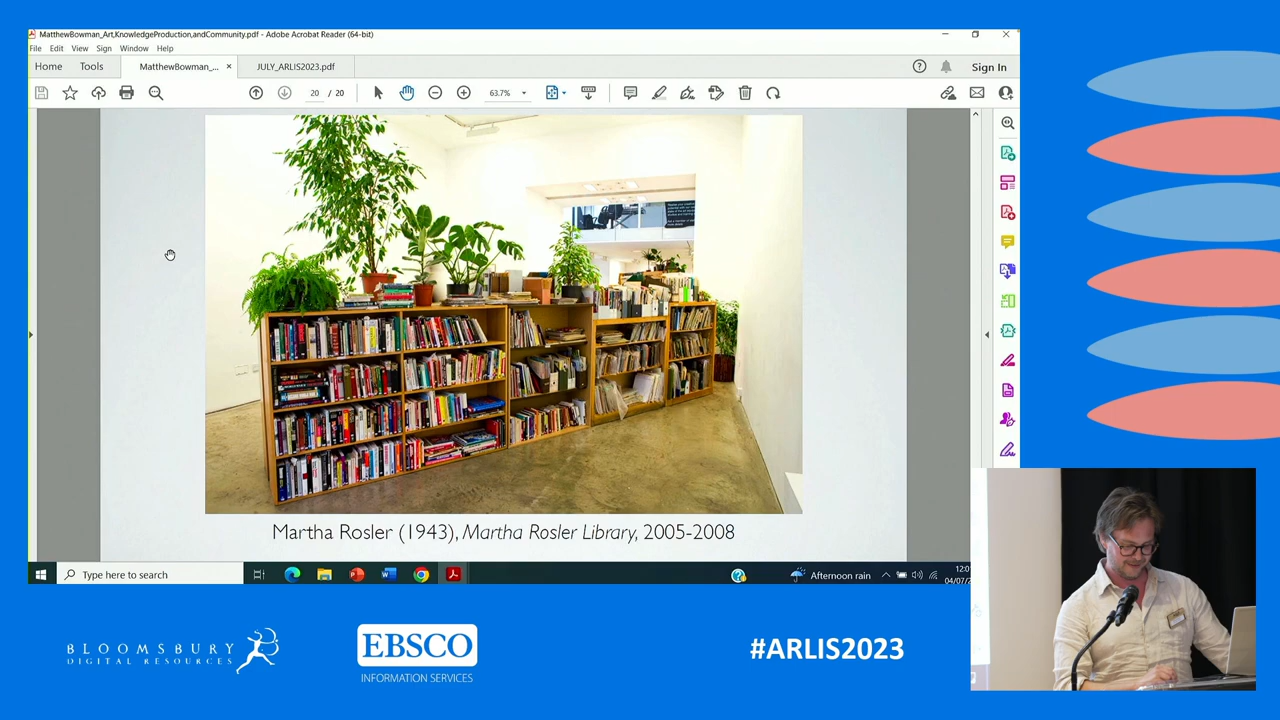 MatthewBowman_Art,KnowledgeProduction,andCommunity.pdf - Adobe Acrobat Reader (64-bit)
File Edit View Sign Window Help
Home Tools MatthewBowman_... × JULY_ARLIS2023.pdf Sign In
20 / 20 63.7%
Martha Rosler (1943), Martha Rosler Library, 2005-2008
Type here to search
Afternoon rain
BLOOMSBURY
DIGITAL RESOURCES
EBSCO
INFORMATION SERVICES
#ARLIS2023